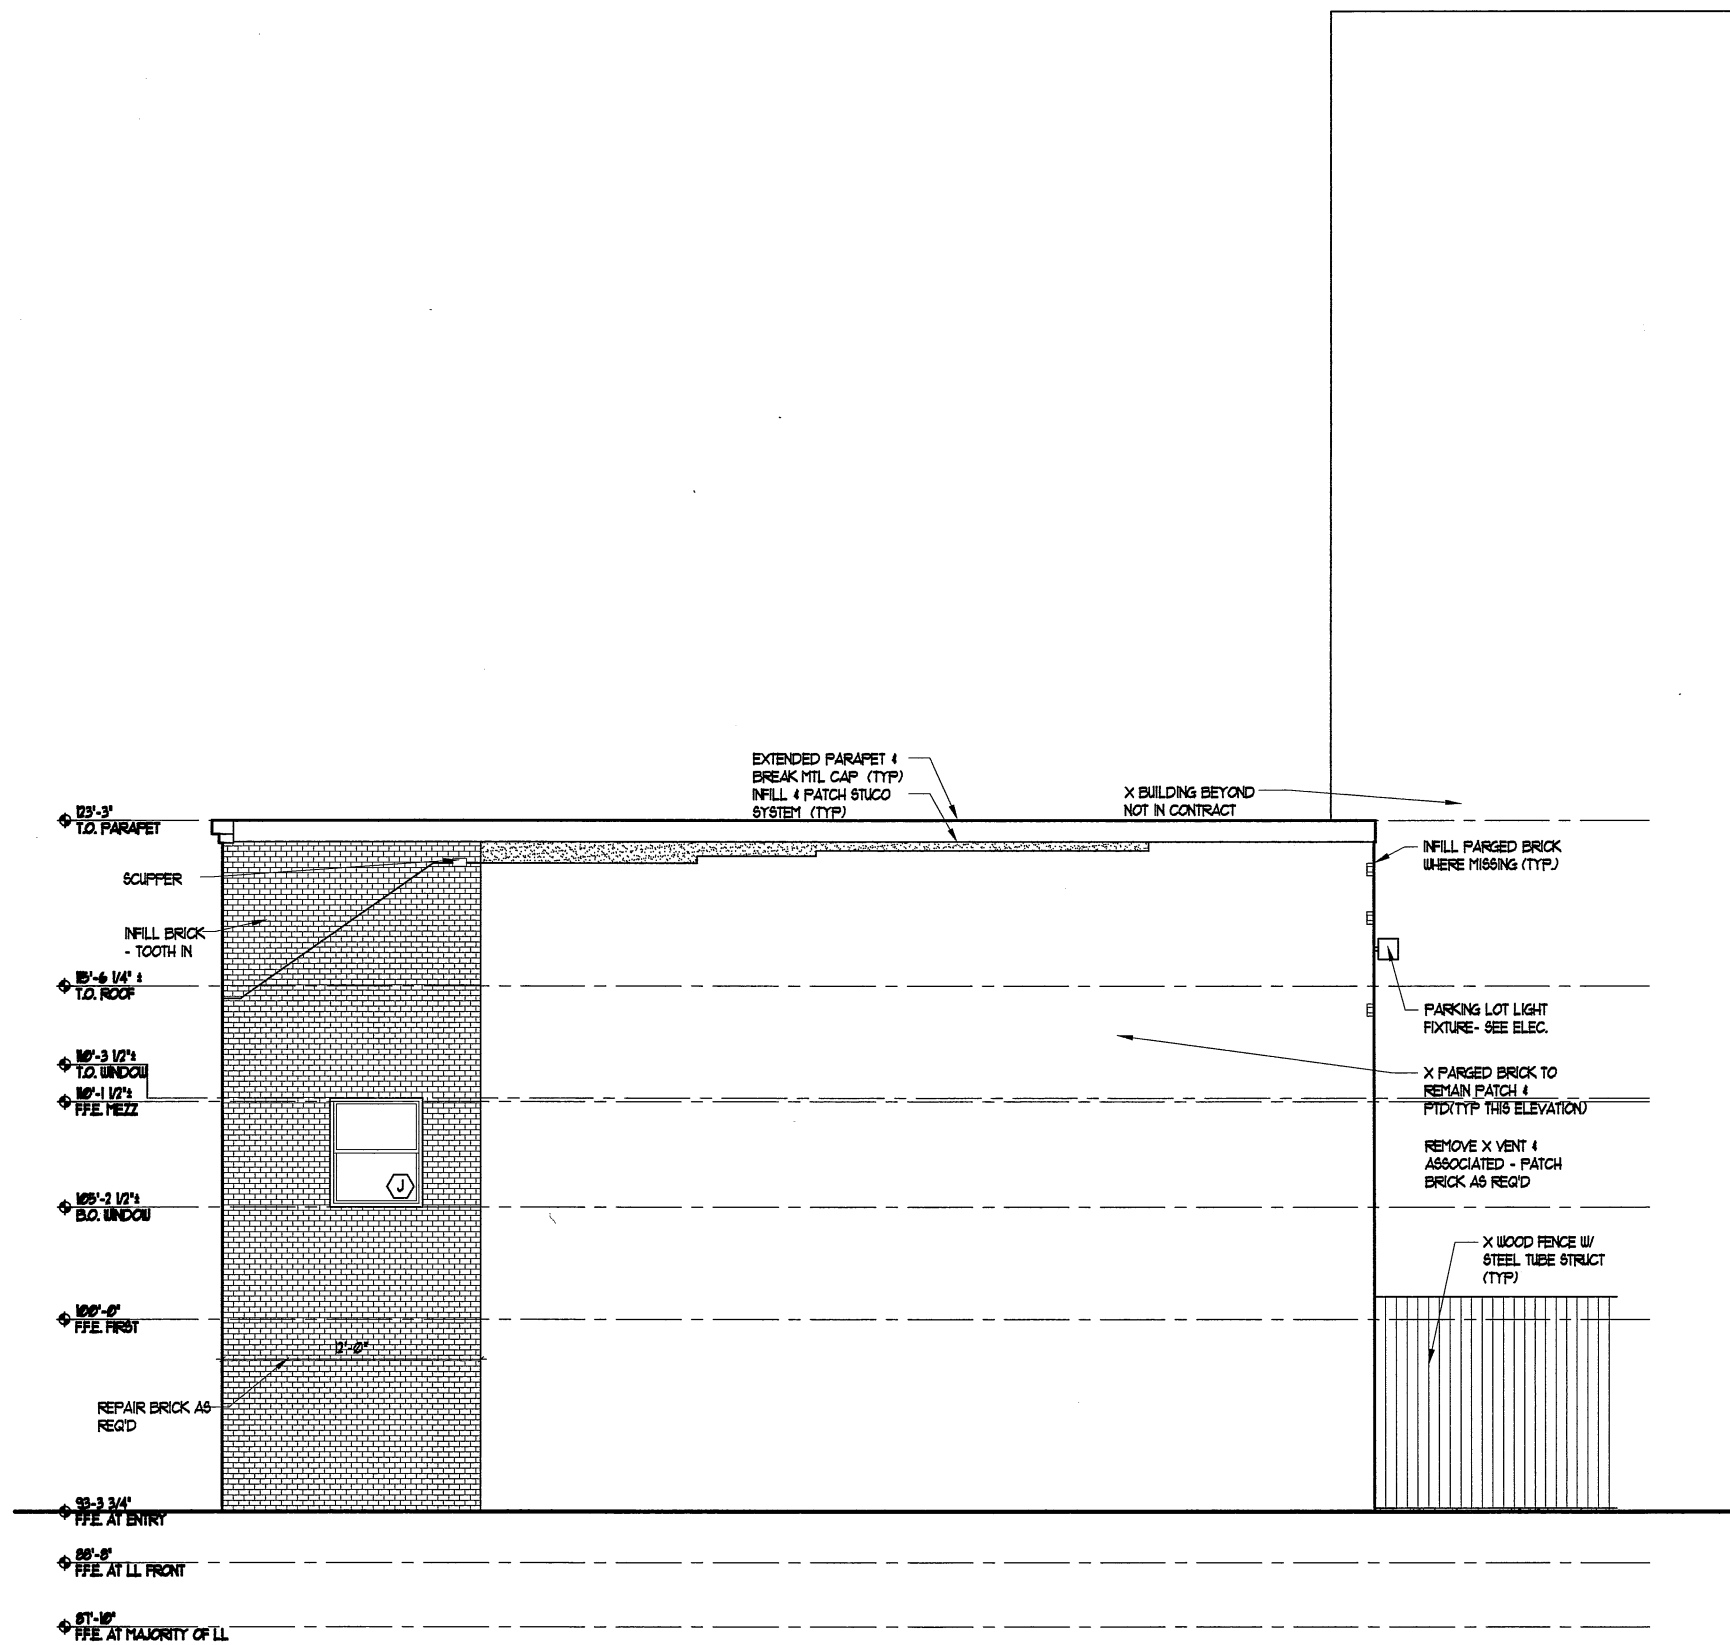 EXTENDED PARAPET &
BREAK MTL CAP (TYP)
INFILL & PATCH STUCO
SYSTEM (TYP)
X BUILDING BEYOND
NOT IN CONTRACT
123'-3"
T.O. PARAPET
INFILL PARGED BRICK
WHERE MISSING (TYP.)
SCUPPER
INFILL BRICK
- TOOTH IN
115'-6 1/4" ±
T.O. ROOF
PARKING LOT LIGHT
FIXTURE- SEE ELEC.
110'-3 1/2"±
T.O. WINDOW
110'-1 1/2"±
F.F.E. MEZZ
X PARGED BRICK TO
REMAIN PATCH &
PTD(TYP THIS ELEVATION)
REMOVE X VENT &
ASSOCIATED - PATCH
BRICK AS REQ'D
J
105'-2 1/2"±
B.O. WINDOW
X WOOD FENCE W/
STEEL TUBE STRUCT
(TYP)
100'-0"
F.F.E. FIRST
12'-0"
REPAIR BRICK AS
REQ'D
93-3 3/4"
F.F.E. AT ENTRY
F.F.E. AT LL FRONT
87'-10"
F.F.E. AT MAJORITY OF LL